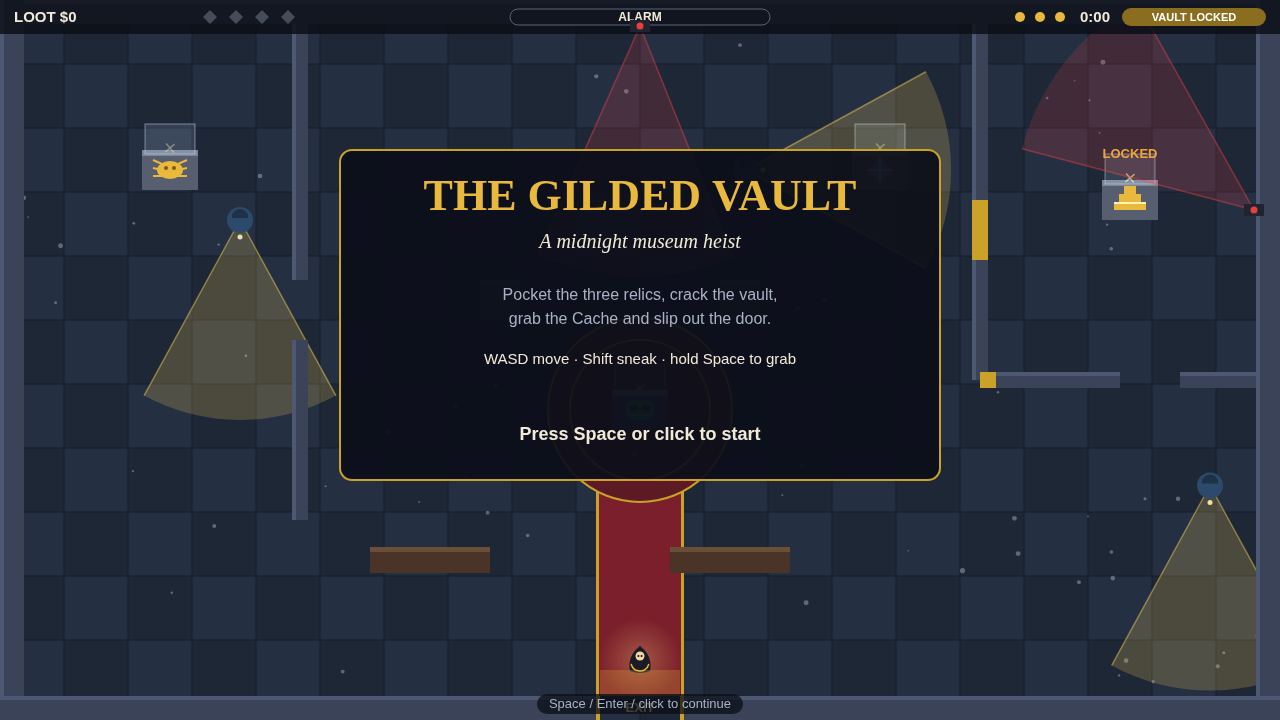 LOOT $0
ALARM
0:00
VAULT LOCKED
LOCKED
THE GILDED VAULT
A midnight museum heist
Pocket the three relics, crack the vault,
grab the Cache and slip out the door.
WASD move · Shift sneak · hold Space to grab
Press Space or click to start
Space / Enter / click to continue
EXIT